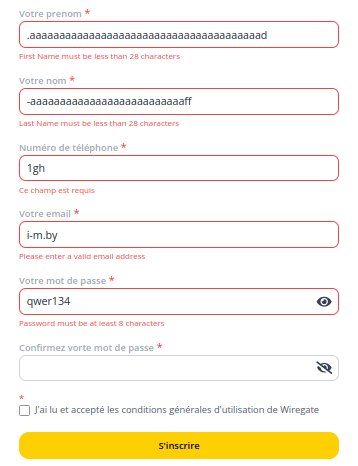 Votre prenom *
.aaaaaaaaaaaaaaaaaaaaaaaaaaaaaaaaaaaaaaad
First Name must be less than 28 characters
Votre nom *
-aaaaaaaaaaaaaaaaaaaaaaaaaaff
Last Name must be less than 28 characters
Numéro de téléphone *
1gh
Ce champ est requis
Votre email *
i-m.by
Please enter a valid email address
Votre mot de passe *
qwer134
Password must be at least 8 characters
Confirmez vorte mot de passe *
*
J'ai lu et accepté les conditions générales d'utilisation de Wiregate
S'inscrire